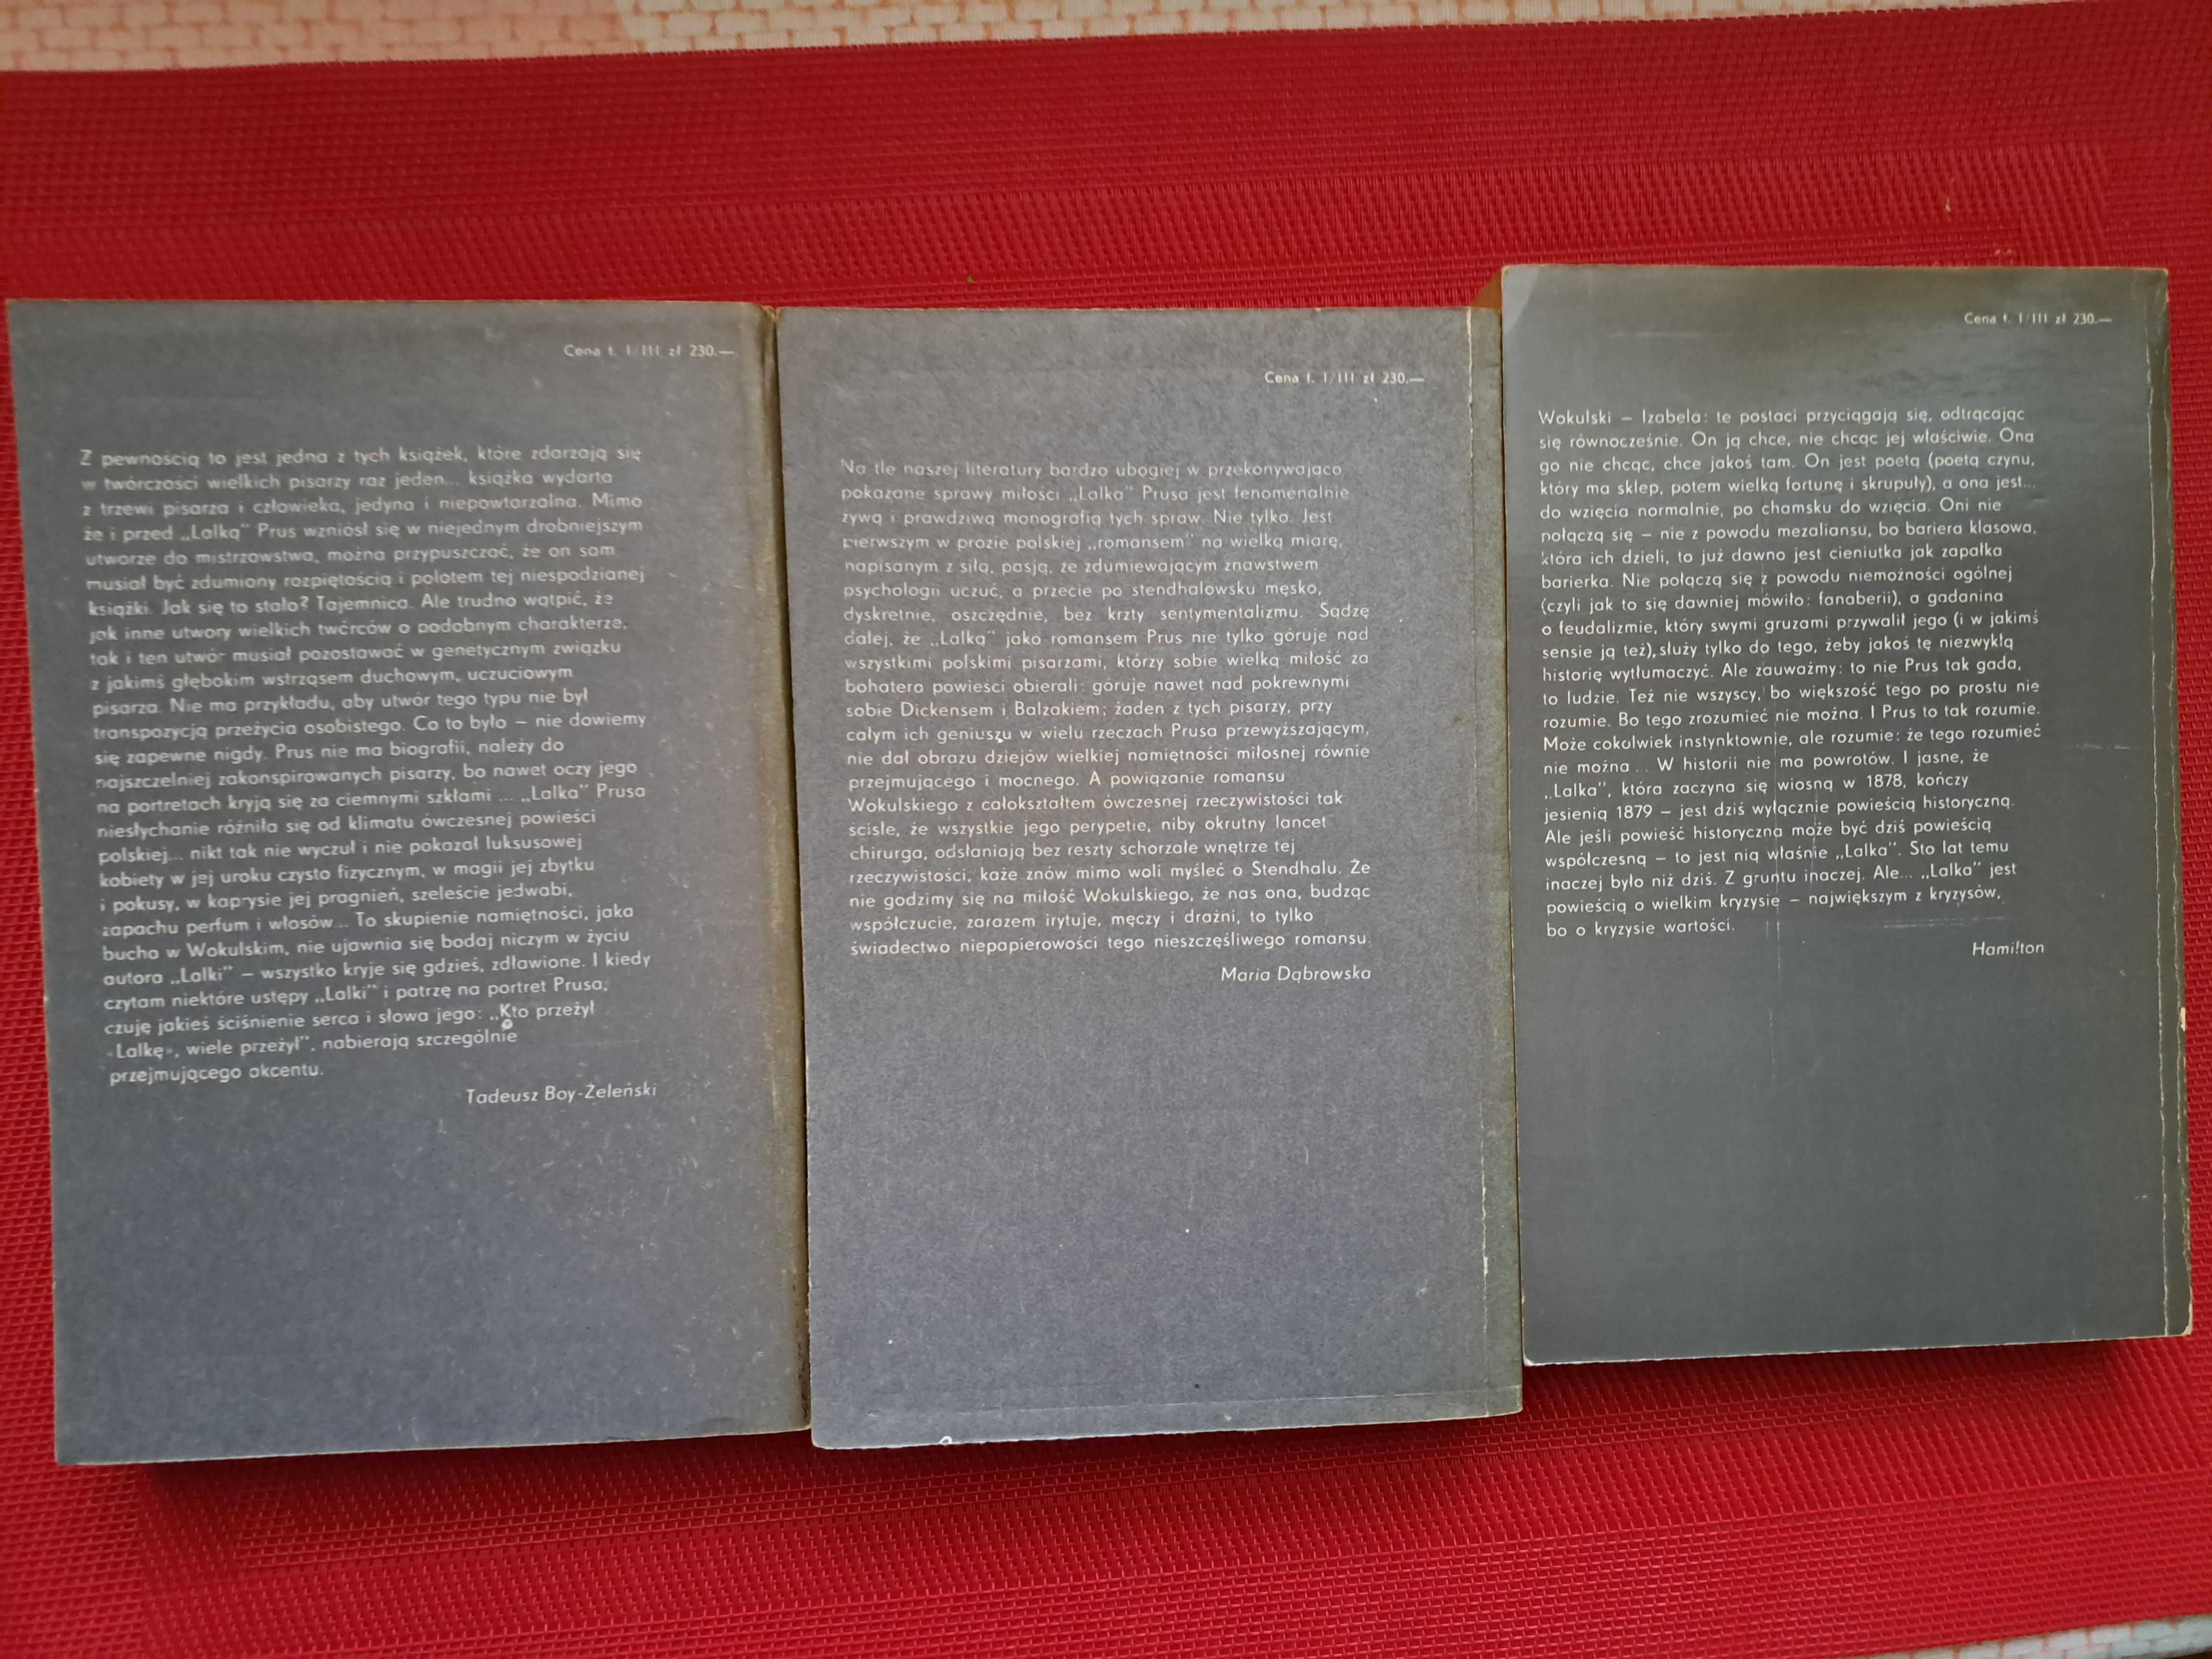 Cena t. I/III zł 230.—
Z pewnością to jest jedna z tych książek, które zdarzają się
w twórczości wielkich pisarzy raz jeden... książka wydarta
z trzewi pisarza i człowieka, jedyna i niepowtarzalna. Mimo
że i przed „Lalką" Prus wzniósł się w niejednym drobniejszym
utworze do mistrzowstwa, można przypuszczać, że on sam
musiał być zdumiony rozpiętością i polotem tej niespodzianej
książki. Jak się to stało? Tajemnica. Ale trudno wątpić, że
jak inne utwory wielkich twórców o podobnym charakterze,
tak i ten utwór musiał pozostawać w genetycznym związku
z jakimś głębokim wstrząsem duchowym, uczuciowym
pisarza. Nie ma przykładu, aby utwór tego typu nie był
transpozycją przeżycia osobistego. Co to było – nie dowiemy
się zapewne nigdy. Prus nie ma biografii, należy do
najszczelniej zakonspirowanych pisarzy, bo nawet oczy jego
na portretach kryją się za ciemnymi szkłami ... „Lalka" Prusa
niesłychanie różniła się od klimatu ówczesnej powieści
polskiej... nikt tak nie wyczuł i nie pokazał luksusowej
kobiety w jej uroku czysto fizycznym, w magii jej zbytku
i pokusy, w kaprysie jej pragnień, szeleście jedwabi,
zapachu perfum i włosów... To skupienie namiętności, jaka
bucha w Wokulskim, nie ujawnia się bodaj niczym w życiu
autora „Lalki" – wszystko kryje się gdzieś, zdławione. I kiedy
czytam niektóre ustępy „Lalki" i patrzę na portret Prusa,
czuję jakieś ściśnienie serca i słowa jego: „Kto przeżył
«Lalkę», wiele przeżył", nabierają szczególnie
przejmującego akcentu.
Tadeusz Boy-Żeleński
Cena t. I/III zł 230.—
Na tle naszej literatury bardzo ubogiej w przekonywająco
pokazane sprawy miłości „Lalka" Prusa jest fenomenalnie
żywą i prawdziwą monografią tych spraw. Nie tylko. Jest
pierwszym w prozie polskiej „romansem" na wielką miarę,
napisanym z siłą, pasją, ze zdumiewającym znawstwem
psychologii uczuć, a przecie po stendhalowsku męsko,
dyskretnie, oszczędnie, bez krzty sentymentalizmu. Sądzę
dalej, że „Lalką" jako romansem Prus nie tylko góruje nad
wszystkimi polskimi pisarzami, którzy sobie wielką miłość za
bohatera powieści obierali: góruje nawet nad pokrewnymi
sobie Dickensem i Balzakiem; żaden z tych pisarzy, przy
całym ich geniuszu w wielu rzeczach Prusa przewyższającym,
nie dał obrazu dziejów wielkiej namiętności miłosnej równie
przejmującego i mocnego. A powiązanie romansu
Wokulskiego z całokształtem ówczesnej rzeczywistości tak
ścisłe, że wszystkie jego perypetie, niby okrutny lancet
chirurga, odsłaniają bez reszty schorzałe wnętrze tej
rzeczywistości, każe znów mimo woli myśleć o Stendhalu. Że
nie godzimy się na miłość Wokulskiego, że nas ona, budząc
współczucie, zarazem irytuje, męczy i drażni, to tylko
świadectwo niepapierowości tego nieszczęśliwego romansu.
Maria Dąbrowska
Cena t. I/III zł 230.—
Wokulski – Izabela: te postaci przyciągają się, odtrącając
się równocześnie. On ją chce, nie chcąc jej właściwie. Ona
go nie chcąc, chce jakoś tam. On jest poetą (poetą czynu,
który ma sklep, potem wielką fortunę i skrupuły), a ona jest...
do wzięcia normalnie, po chamsku do wzięcia. Oni nie
połączą się – nie z powodu mezaliansu, bo bariera klasowa,
która ich dzieli, to już dawno jest cieniutka jak zapałka
barierka. Nie połączą się z powodu niemożności ogólnej
(czyli jak to się dawniej mówiło: fanaberii), a gadanina
o feudalizmie, który swymi gruzami przywalił jego (i w jakimś
sensie ją też), służy tylko do tego, żeby jakoś tę niezwykłą
historię wytłumaczyć. Ale zauważmy: to nie Prus tak gada,
to ludzie. Też nie wszyscy, bo większość tego po prostu nie
rozumie. Bo tego zrozumieć nie można. I Prus to tak rozumie.
Może cokolwiek instynktownie, ale rozumie: że tego rozumieć
nie można... W historii nie ma powrotów. I jasne, że
„Lalka", która zaczyna się wiosną w 1878, kończy
jesienią 1879 – jest dziś wyłącznie powieścią historyczną.
Ale jeśli powieść historyczna może być dziś powieścią
współczesną – to jest nią właśnie „Lalka". Sto lat temu
inaczej było niż dziś. Z gruntu inaczej. Ale... „Lalka" jest
powieścią o wielkim kryzysie – największym z kryzysów,
bo o kryzysie wartości.
Hamilton